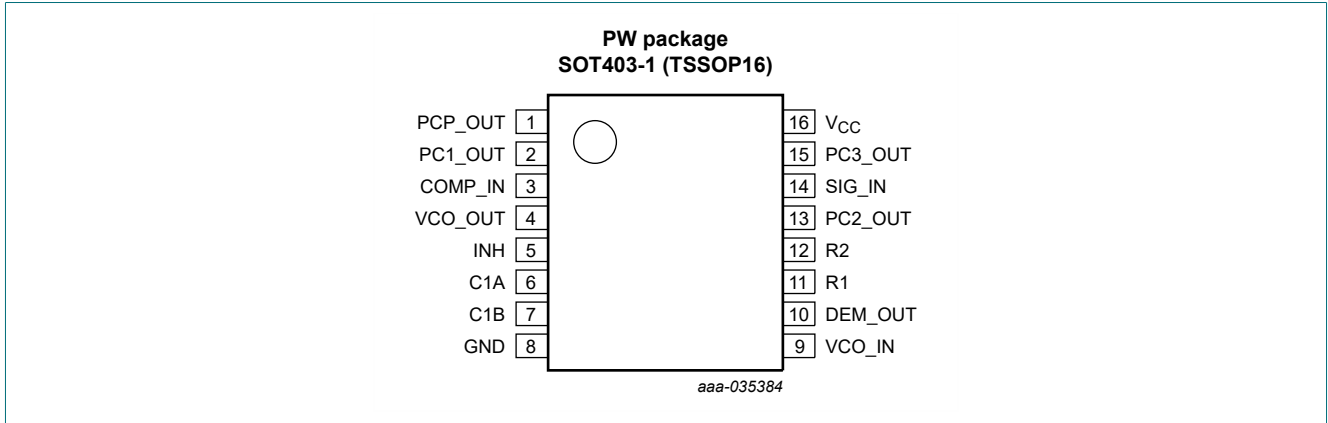 PW package
SOT403-1 (TSSOP16)
PCP_OUT 1
16 VCC
PC1_OUT 2
15 PC3_OUT
COMP_IN 3
14 SIG_IN
VCO_OUT 4
13 PC2_OUT
INH 5
12 R2
C1A 6
11 R1
C1B 7
10 DEM_OUT
GND 8
9 VCO_IN
aaa-035384